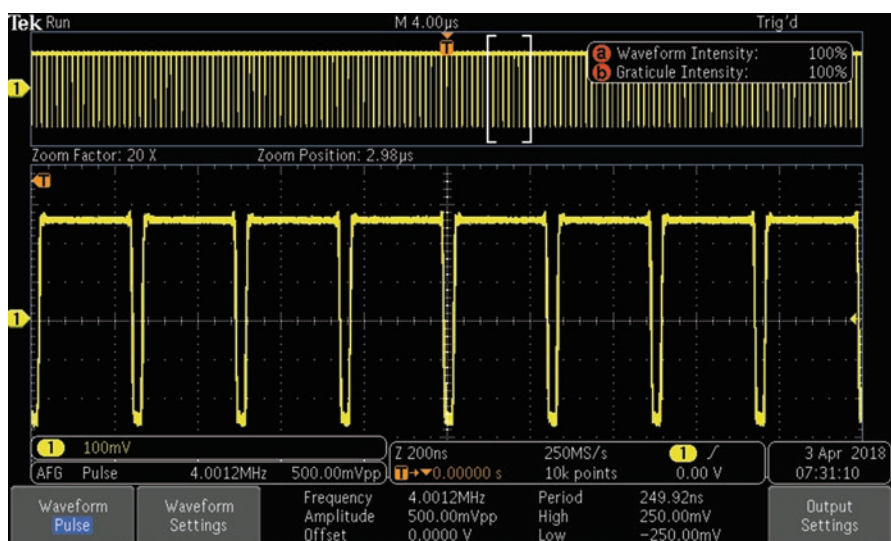 Tek Run M 4.00µs Trig'd
T
a Waveform Intensity: 100%
b Graticule Intensity: 100%
1
Zoom Factor: 20 X Zoom Position: 2.98µs
T
1
1 100mV
AFG Pulse 4.0012MHz 500.00mVpp
Z 200ns 250MS/s 1
T→▼0.00000 s 10k points 0.00 V
3 Apr 2018
07:31:10
Waveform
Pulse
Waveform
Settings
Frequency 4.0012MHz Period 249.92ns
Amplitude 500.00mVpp High 250.00mV
Offset 0.0000 V Low −250.00mV
Output
Settings